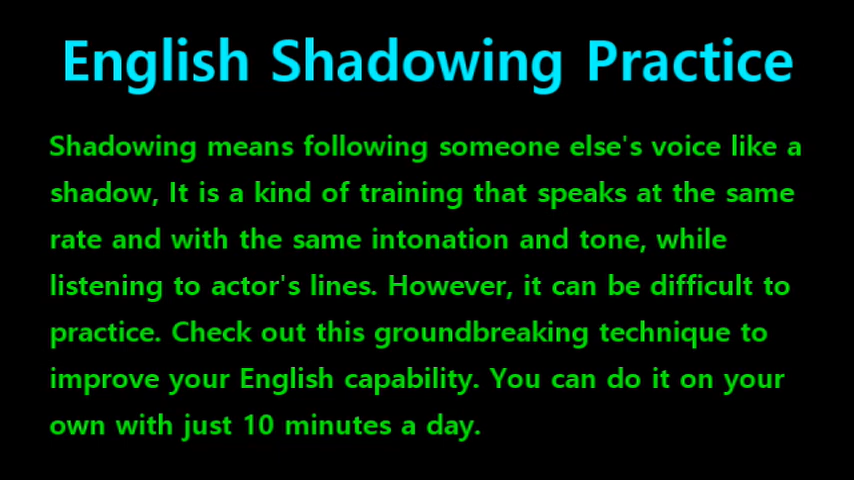 English Shadowing Practice
Shadowing means following someone else's voice like a
shadow, It is a kind of training that speaks at the same
rate and with the same intonation and tone, while
listening to actor's lines. However, it can be difficult to
practice. Check out this groundbreaking technique to
improve your English capability. You can do it on your
own with just 10 minutes a day.